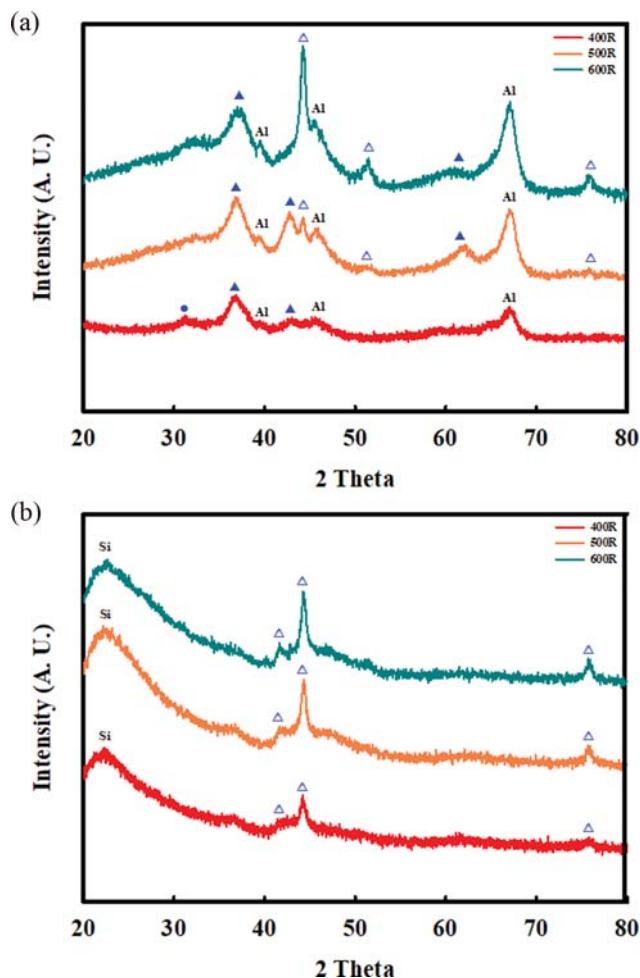 (a)
400R
500R
600R
Al
Al
Al
Al
Al
Al
Al
Al
Al
Intensity (A. U.)
20 30 40 50 60 70 80
2 Theta
(b)
400R
500R
600R
Si
Si
Si
Intensity (A. U.)
20 30 40 50 60 70 80
2 Theta